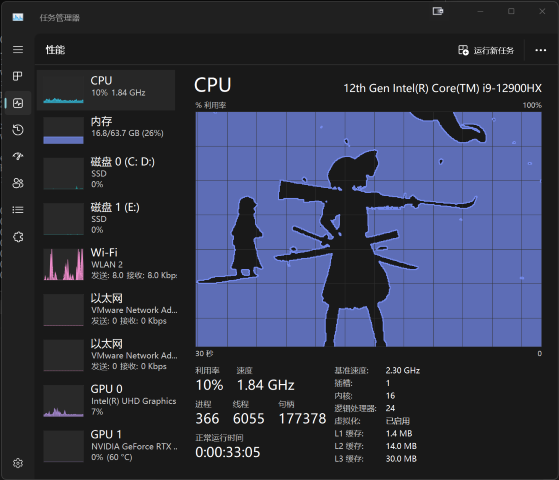 任务管理器
性能
运行新任务
CPU
10% 1.84 GHz
内存
16.8/63.7 GB (26%)
磁盘 0 (C: D:)
SSD
0%
磁盘 1 (E:)
SSD
0%
Wi-Fi
WLAN 2
发送: 8.0 接收: 8.0 Kbp:
以太网
VMware Network Ad...
发送: 0 接收: 0 Kbps
以太网
VMware Network Ad...
发送: 0 接收: 0 Kbps
GPU 0
Intel(R) UHD Graphics
7%
GPU 1
NVIDIA GeForce RTX ...
0% (60 °C)
CPU
12th Gen Intel(R) Core(TM) i9-12900HX
% 利用率
100%
30 秒
0
利用率
速度
10%
1.84 GHz
进程
线程
句柄
366
6055
177378
正常运行时间
0:00:33:05
基准速度: 2.30 GHz
插槽: 1
内核: 16
逻辑处理器: 24
虚拟化: 已启用
L1 缓存: 1.4 MB
L2 缓存: 14.0 MB
L3 缓存: 30.0 MB